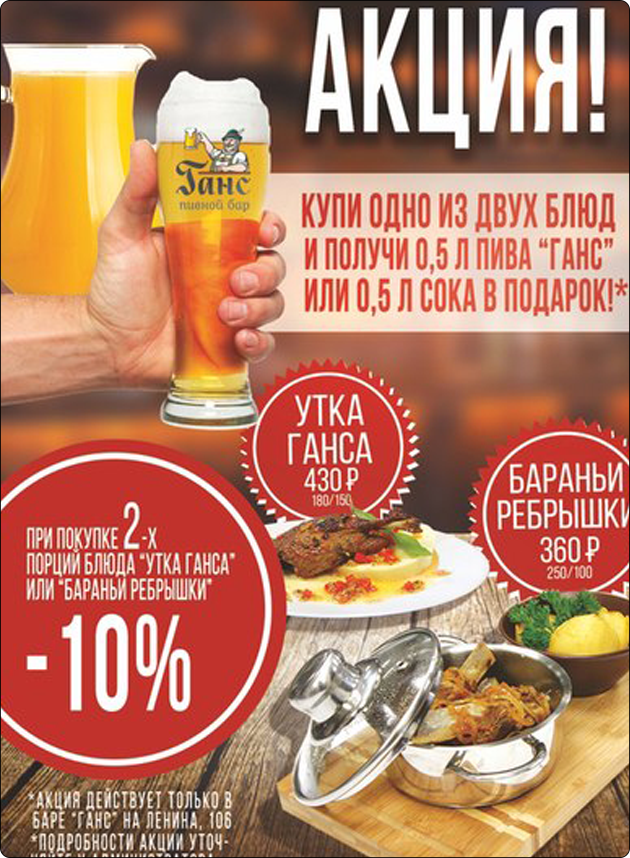 АКЦИЯ!
Ганс
пивной бар
КУПИ ОДНО ИЗ ДВУХ БЛЮД
И ПОЛУЧИ 0,5 Л ПИВА “ГАНС”
ИЛИ 0,5 Л СОКА В ПОДАРОК!*
УТКА
ГАНСА
430 ₽
180/150
БАРАНЬИ
РЕБРЫШКИ
360 ₽
250/100
ПРИ ПОКУПКЕ 2-Х
ПОРЦИЙ БЛЮДА “УТКА ГАНСА”
ИЛИ “БАРАНЬИ РЕБРЫШКИ”
-10%
*АКЦИЯ ДЕЙСТВУЕТ ТОЛЬКО В
БАРЕ “ГАНС” НА ЛЕНИНА, 106
*ПОДРОБНОСТИ АКЦИИ УТОЧ-
НЯЙТЕ У АДМИНИСТРАТОРА